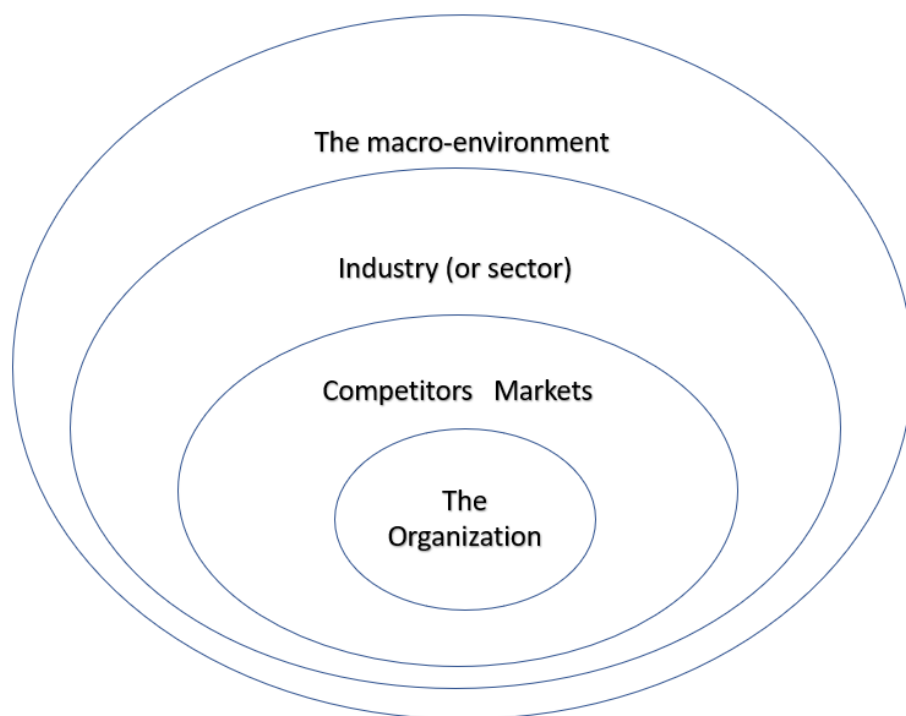 The macro-environment
Industry (or sector)
Competitors Markets
The
Organization